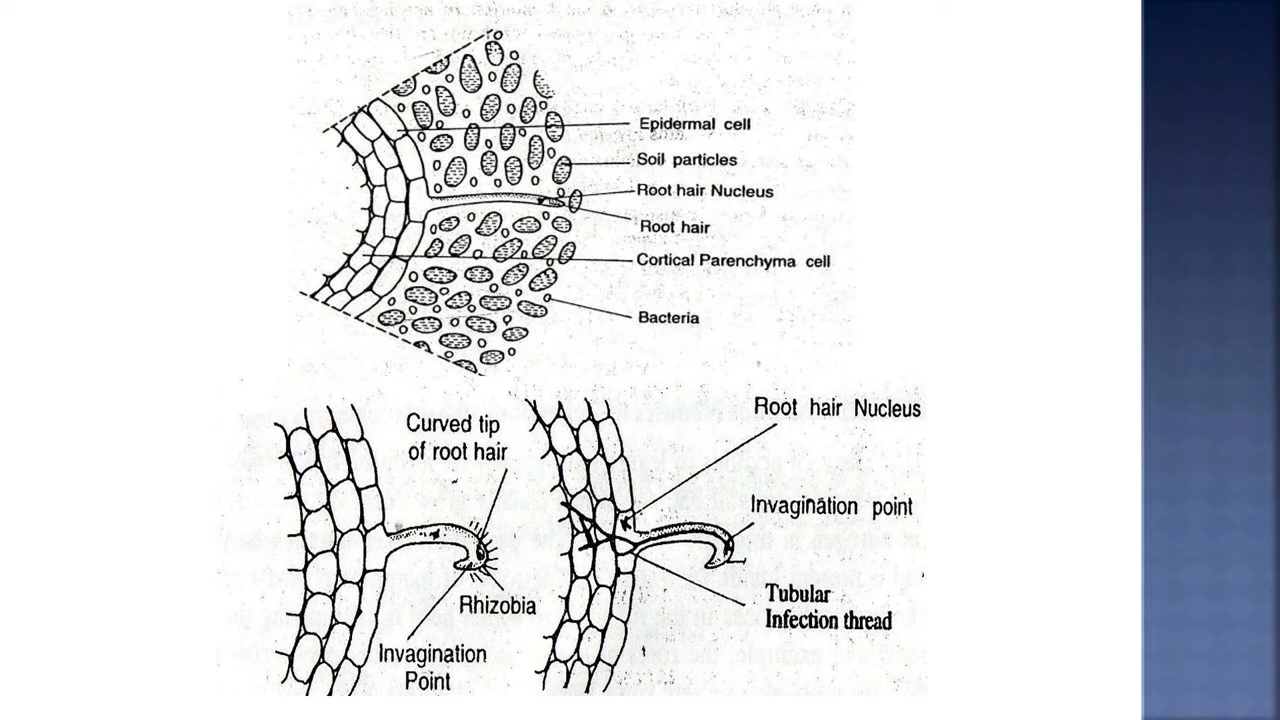 Epidermal cell
Soil particles
Root hair Nucleus
Root hair
Cortical Parenchyma cell
Bacteria
Curved tip
of root hair
Rhizobia
Invagination
Point
Root hair Nucleus
Invagination point
Tubular
Infection thread